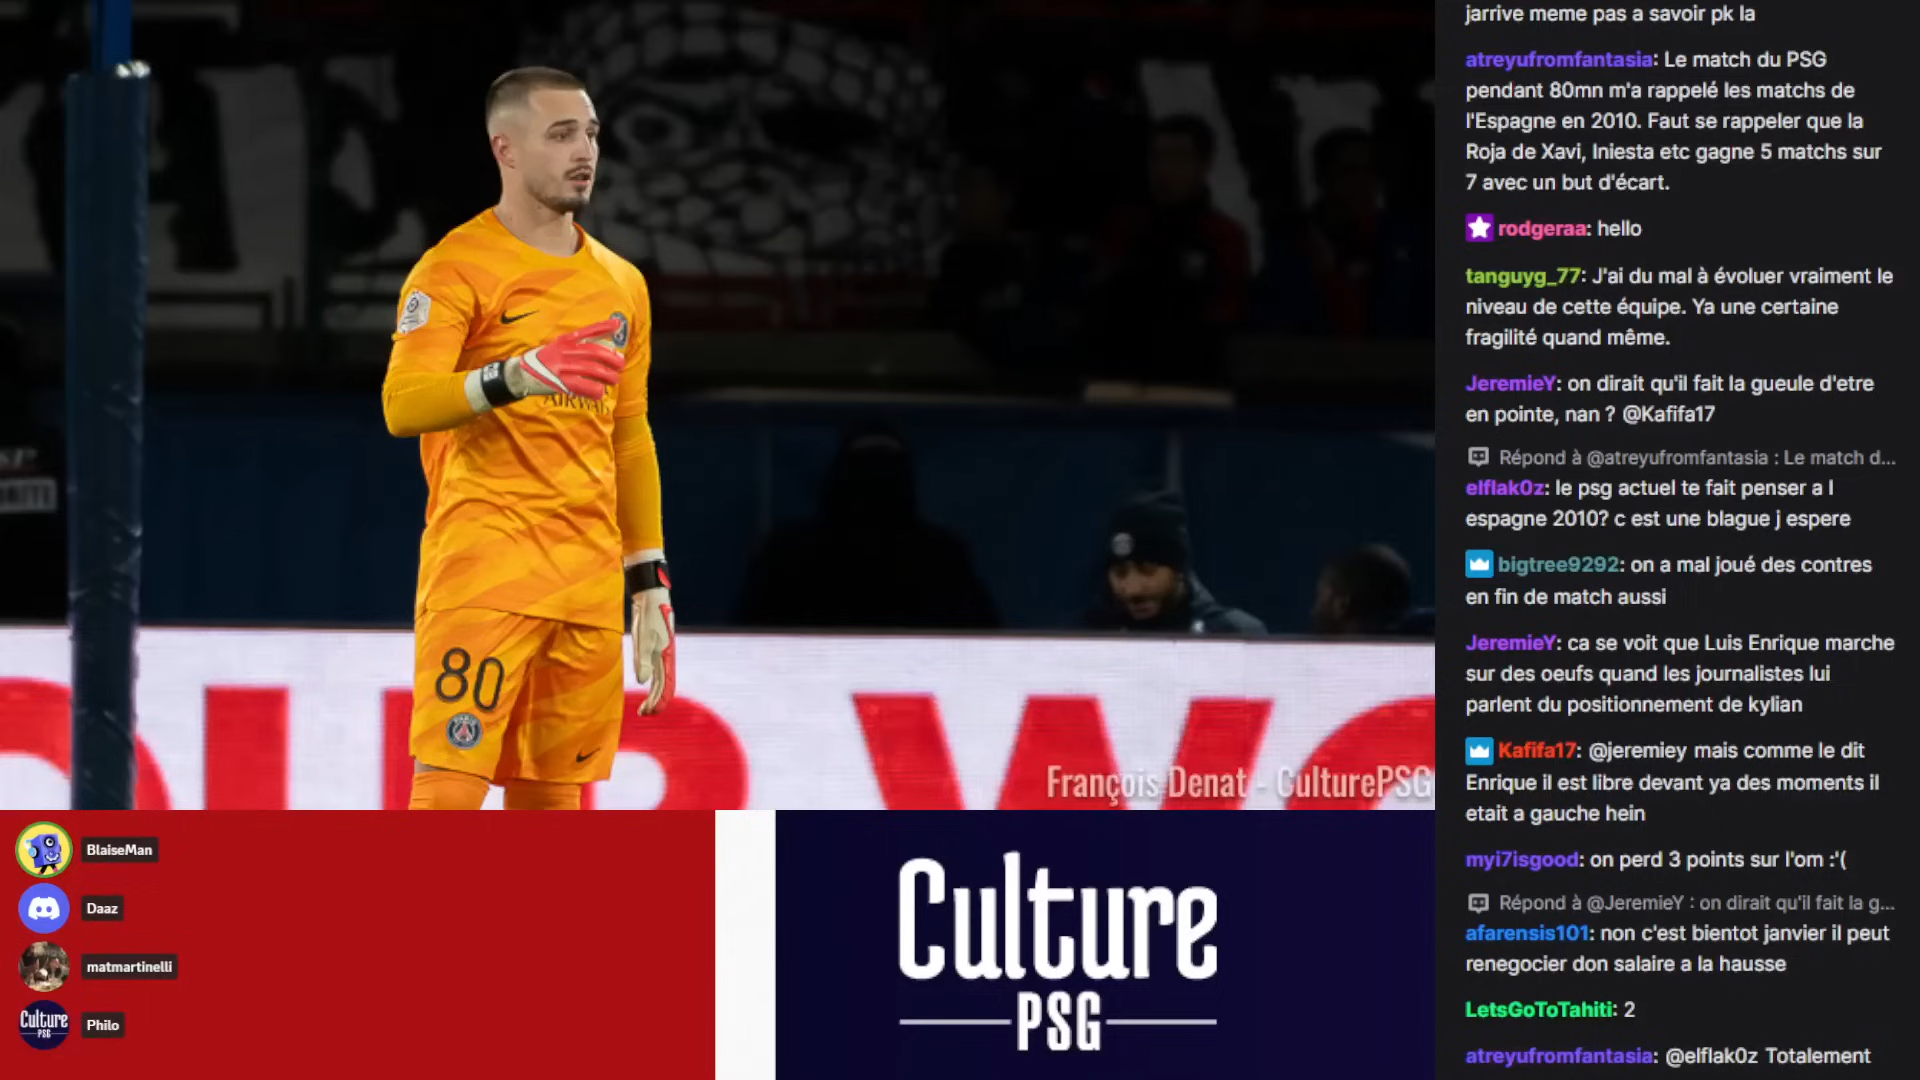 jarrive meme pas a savoir pk la
atreyufromfantasia: Le match du PSG
pendant 80mn m'a rappelé les matchs de
l'Espagne en 2010. Faut se rappeler que la
Roja de Xavi, Iniesta etc gagne 5 matchs sur
7 avec un but d'écart.
rodgeraa: hello
tanguyg_77: J'ai du mal à évoluer vraiment le
niveau de cette équipe. Ya une certaine
fragilité quand même.
JeremieY: on dirait qu'il fait la gueule d'etre
en pointe, nan ? @Kafifa17
Répond à @atreyufromfantasia : Le match d...
elflak0z: le psg actuel te fait penser a l
espagne 2010? c est une blague j espere
bigtree9292: on a mal joué des contres
en fin de match aussi
JeremieY: ca se voit que Luis Enrique marche
sur des oeufs quand les journalistes lui
parlent du positionnement de kylian
Kafifa17: @jeremiey mais comme le dit
Enrique il est libre devant ya des moments il
etait a gauche hein
myi7isgood: on perd 3 points sur l'om :'(
Répond à @JeremieY : on dirait qu'il fait la g...
afarensis101: non c'est bientot janvier il peut
renegocier don salaire a la hausse
LetsGoToTahiti: 2
atreyufromfantasia: @elflak0z Totalement
80
François Denat - CulturePSG
BlaiseMan
Daaz
matmartinelli
Culture
PSG
Philo
Culture
PSG